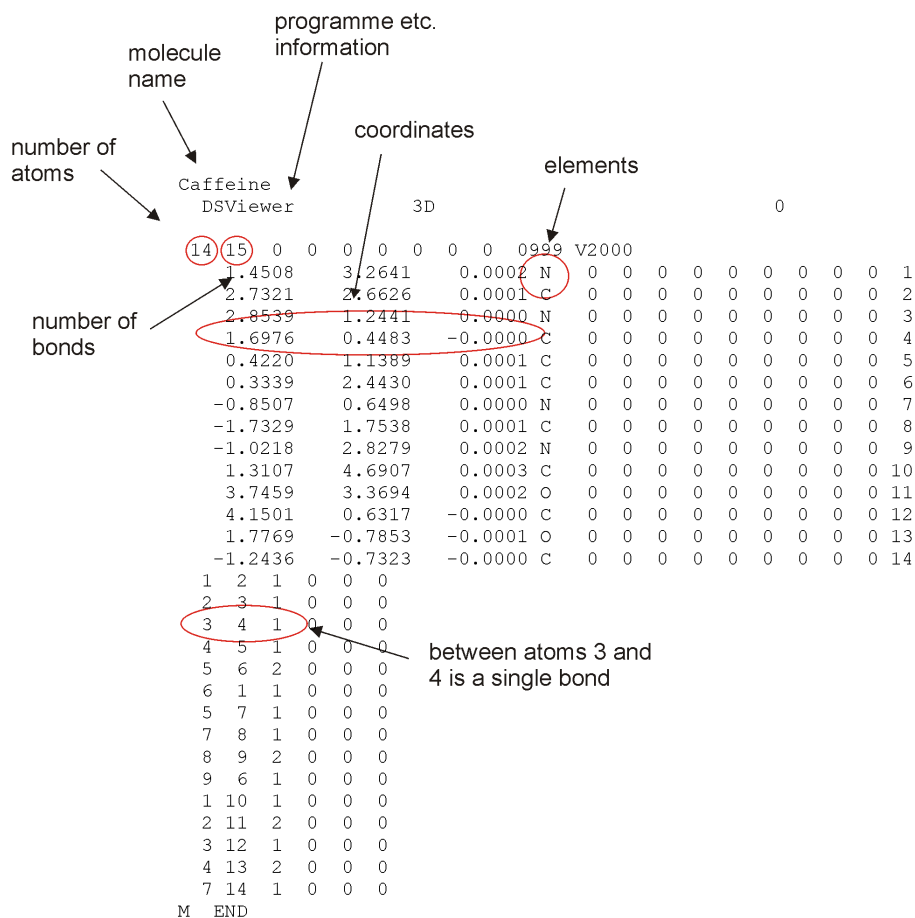 programme etc.
information
molecule
name
coordinates
number of
atoms
elements
Caffeine
DSViewer 3D 0
14 15 0 0 0 0 0 0 0 0999 V2000
1.4508 3.2641 0.0002 N 0 0 0 0 0 0 0 0 0 1
2.7321 2.6626 0.0001 C 0 0 0 0 0 0 0 0 0 2
2.8539 1.2441 0.0000 N 0 0 0 0 0 0 0 0 0 3
number of
bonds
1.6976 0.4483 -0.0000 C 0 0 0 0 0 0 0 0 0 4
0.4220 1.1389 0.0001 C 0 0 0 0 0 0 0 0 0 5
0.3339 2.4430 0.0001 C 0 0 0 0 0 0 0 0 0 6
-0.8507 0.6498 0.0000 N 0 0 0 0 0 0 0 0 0 7
-1.7329 1.7538 0.0001 C 0 0 0 0 0 0 0 0 0 8
-1.0218 2.8279 0.0002 N 0 0 0 0 0 0 0 0 0 9
1.3107 4.6907 0.0003 C 0 0 0 0 0 0 0 0 0 10
3.7459 3.3694 0.0002 O 0 0 0 0 0 0 0 0 0 11
4.1501 0.6317 -0.0000 C 0 0 0 0 0 0 0 0 0 12
1.7769 -0.7853 -0.0001 O 0 0 0 0 0 0 0 0 0 13
-1.2436 -0.7323 -0.0000 C 0 0 0 0 0 0 0 0 0 14
1 2 1 0 0 0
2 3 1 0 0 0
3 4 1 0 0 0
4 5 1 0 0 0
between atoms 3 and
4 is a single bond
5 6 2 0 0 0
6 1 1 0 0 0
5 7 1 0 0 0
7 8 1 0 0 0
8 9 2 0 0 0
9 6 1 0 0 0
1 10 1 0 0 0
2 11 2 0 0 0
3 12 1 0 0 0
4 13 2 0 0 0
7 14 1 0 0 0
M END